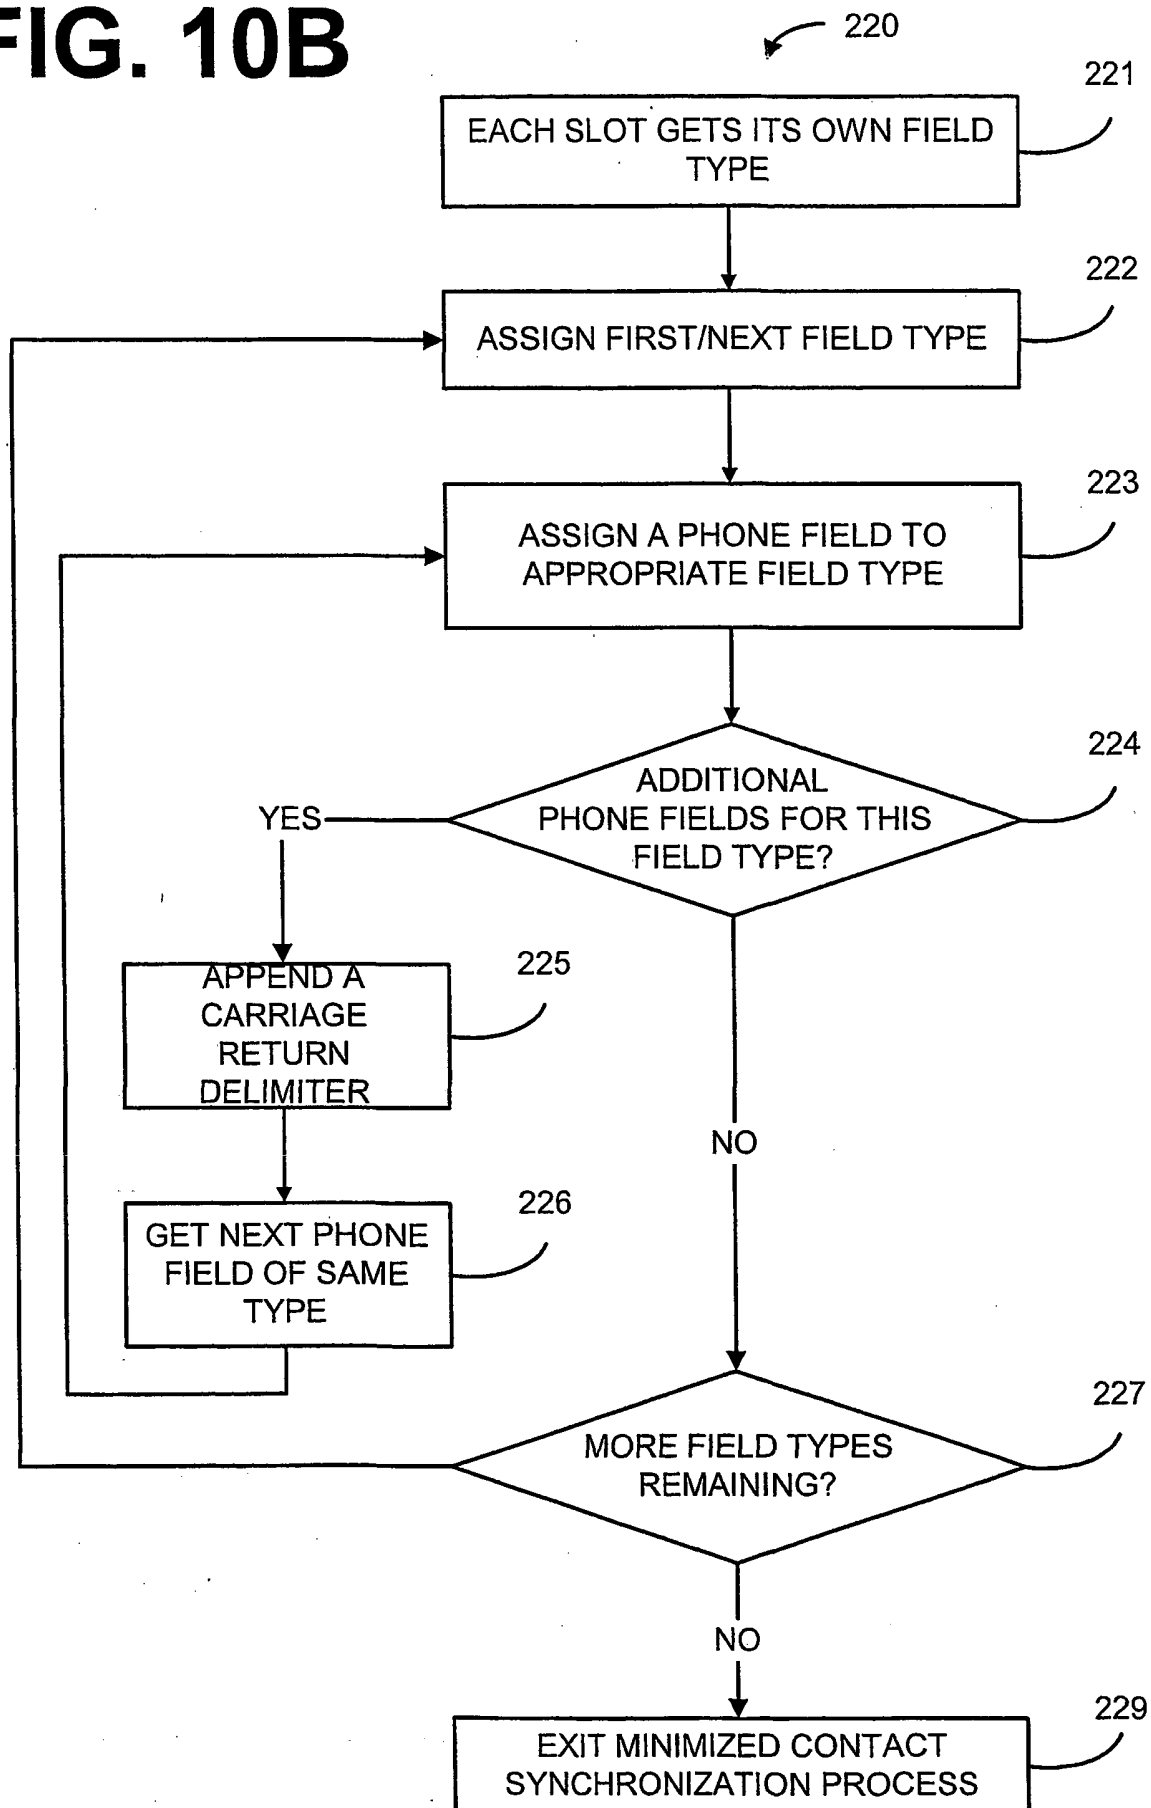 FIG. 10B
220
221
EACH SLOT GETS ITS OWN FIELD
TYPE
222
ASSIGN FIRST/NEXT FIELD TYPE
223
ASSIGN A PHONE FIELD TO
APPROPRIATE FIELD TYPE
224
ADDITIONAL
PHONE FIELDS FOR THIS
FIELD TYPE?
YES
225
APPEND A
CARRIAGE
RETURN
DELIMITER
NO
226
GET NEXT PHONE
FIELD OF SAME
TYPE
227
MORE FIELD TYPES
REMAINING?
NO
229
EXIT MINIMIZED CONTACT
SYNCHRONIZATION PROCESS